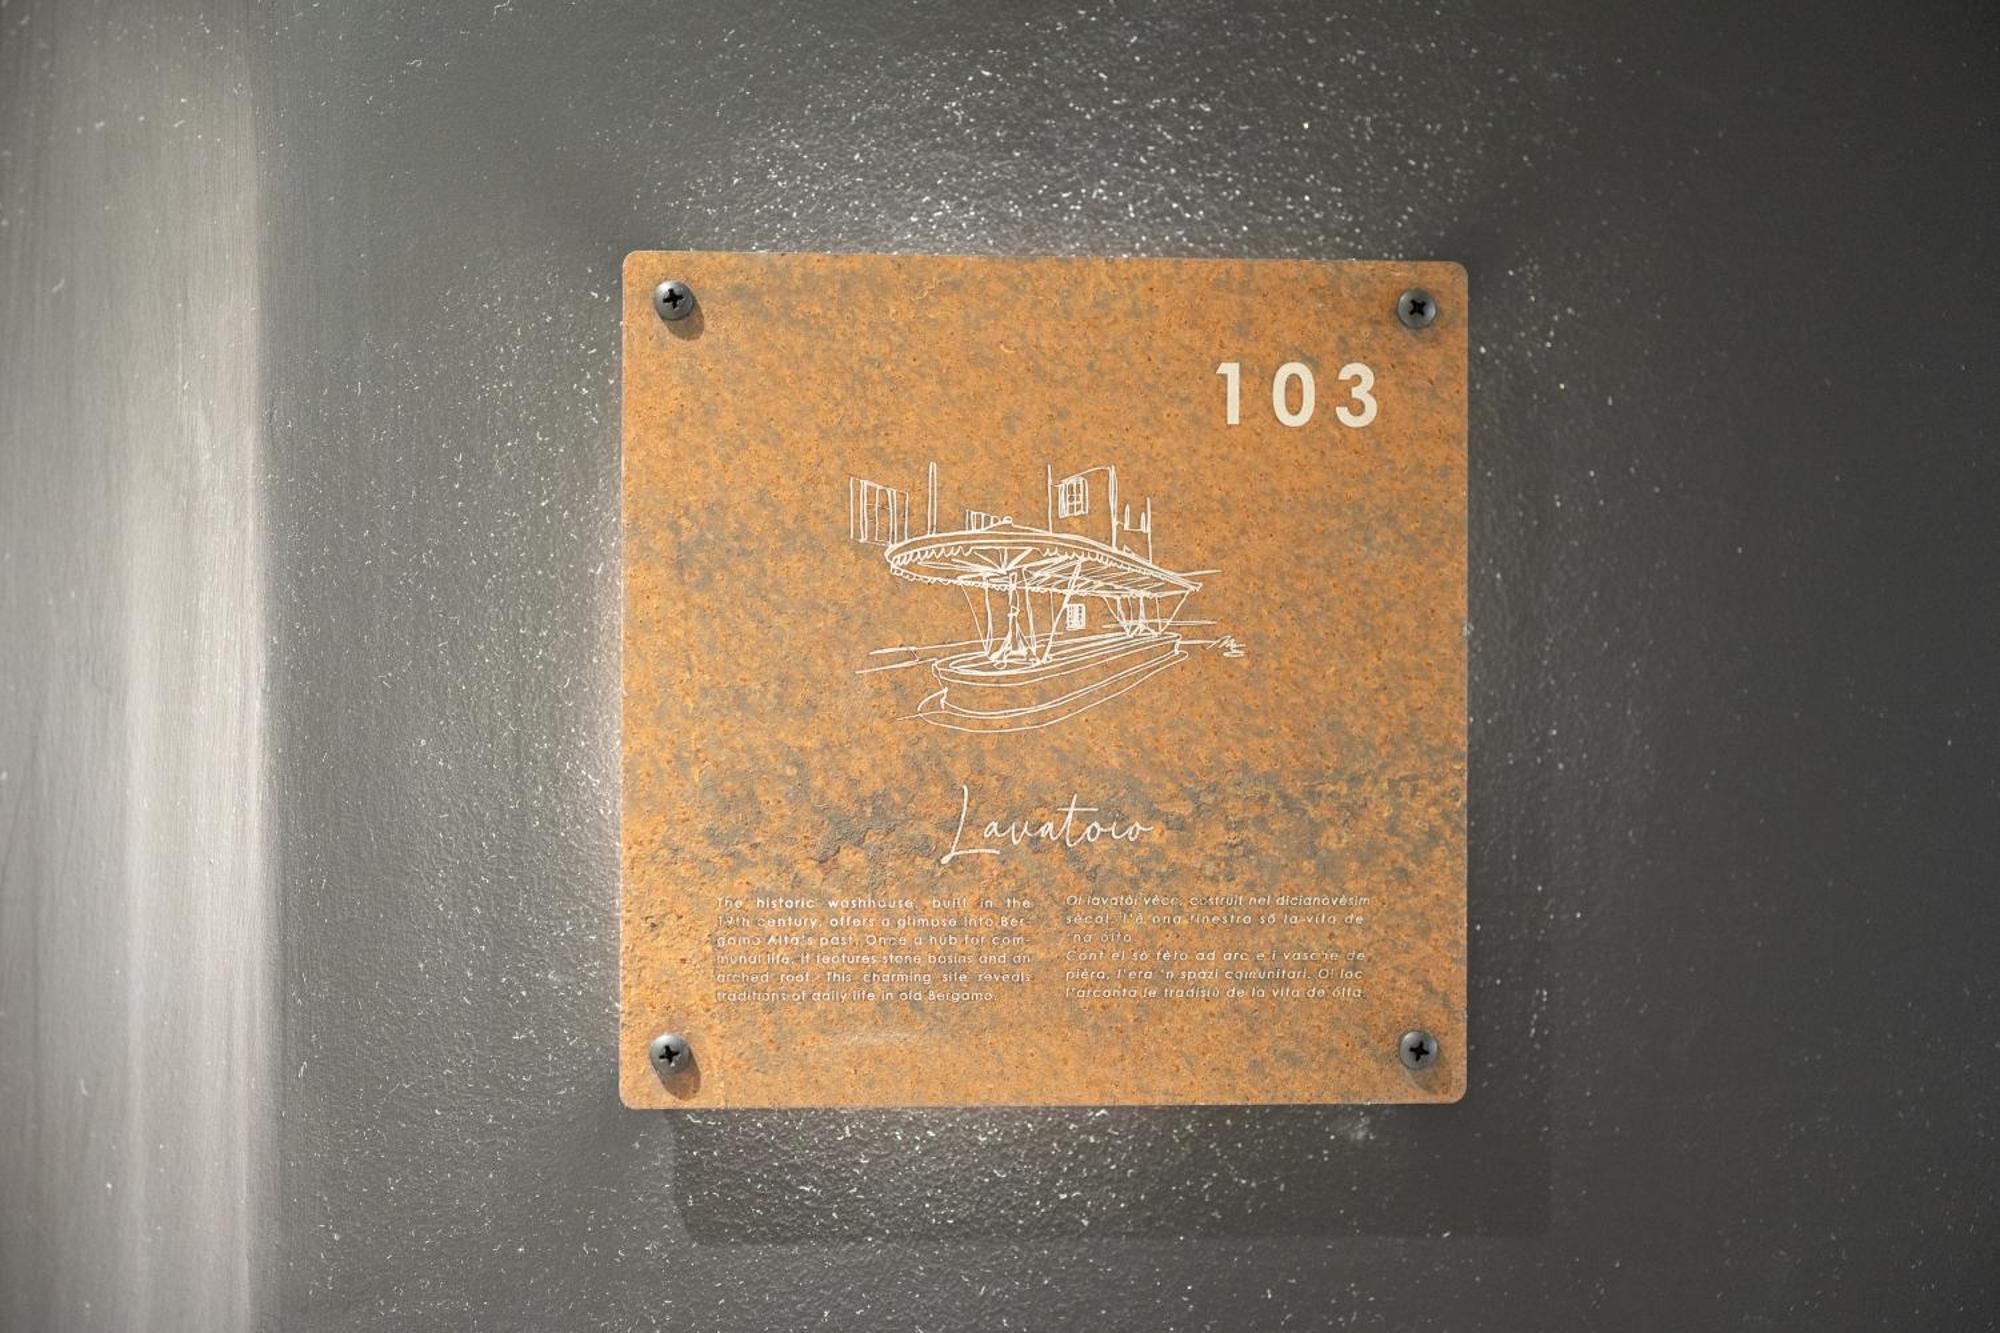 103
Lavatoio
The historic washhouse, built in the
19th century, offers a glimpse into Ber-
gamo Alta's past. Once a hub for com-
munal life, it features stone basins and an
arched roof. This charming site reveals
traditions of daily life in old Bergamo.
Ol lavatòi vècc, costruit nel dicianovèsim
sécol, l'è ona finestra sö la vita de
'na ólta.
Cont el sò tèto ad arc e i vasche de
piéra, l'era 'n spazi comunitari. Ol loc
l'arconta le tradisiù de la vita de ólta.